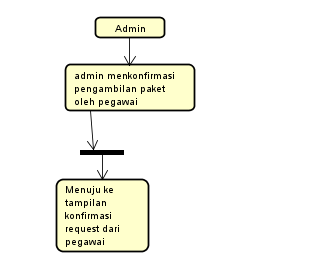 Admin
admin menkonfirmasi
pengambilan paket
oleh pegawai
Menuju ke
tampilan
konfirmasi
request dari
pegawai